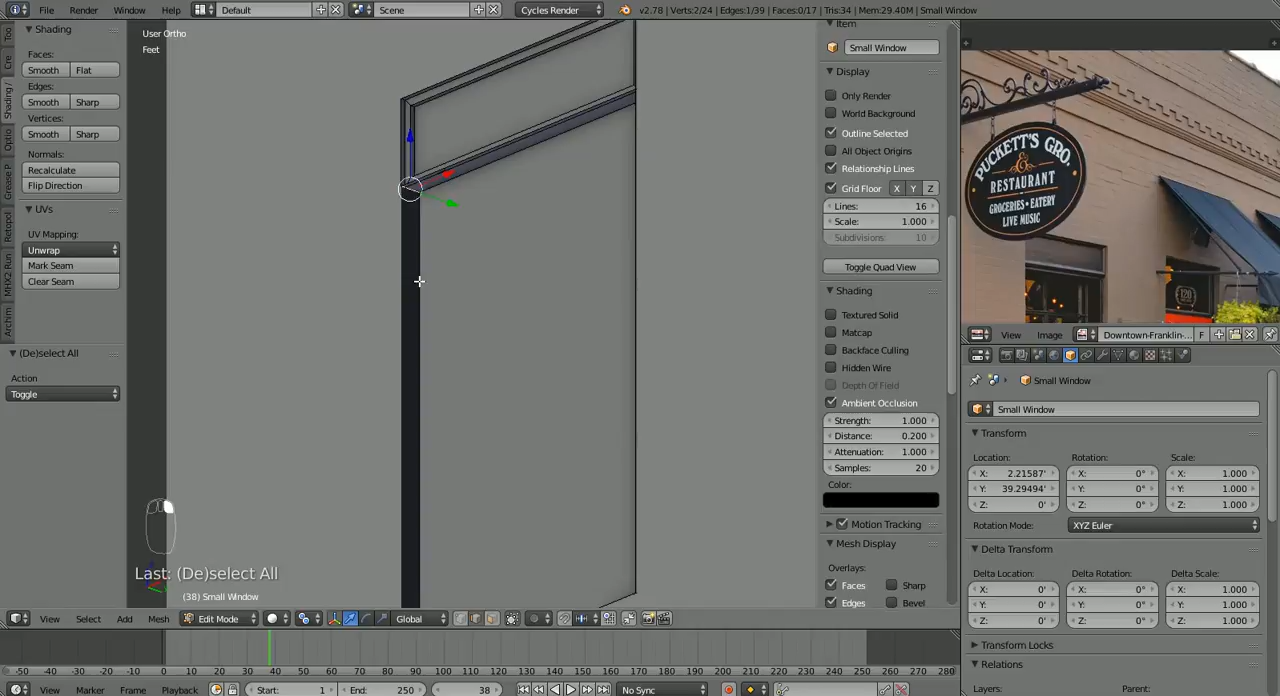 File Render Window Help Default Scene Cycles Render v2.78 | Verts:2/24 | Edges:1/39 | Faces:0/17 | Tris:34 | Mem:29.40M | Small Window
Shading
Faces:
Smooth Flat
Edges:
Smooth Sharp
Vertices:
Smooth Sharp
Normals:
Recalculate
Flip Direction
UVs
UV Mapping:
Unwrap
Mark Seam
Clear Seam
(De)select All
Action
Toggle
Too
Cre
Shading/
Optio
Grease P
Retopol
MHX2 Run
Archim
User Ortho
Feet
Last: (De)select All
(38) Small Window
Item
Small Window
Display
Only Render
World Background
Outline Selected
All Object Origins
Relationship Lines
Grid Floor X Y Z
Lines: 16
Scale: 1.000
Subdivisions: 10
Toggle Quad View
Shading
Textured Solid
Matcap
Backface Culling
Hidden Wire
Depth Of Field
Ambient Occlusion
Strength: 1.000
Distance: 0.200
Attenuation: 1.000
Samples: 20
Color:
Motion Tracking
Mesh Display
Overlays:
Faces Sharp
Edges Bevel
PUCKETT'S GRO.
&
RESTAURANT
GROCERIES • EATERY
LIVE MUSIC
120
View Image Downtown-Franklin-... F
Small Window
Small Window
Transform
Location: Rotation: Scale:
X: 2.21587' X: 0° X: 1.000
Y: 39.29494' Y: 0° Y: 1.000
Z: 0' Z: 0° Z: 1.000
Rotation Mode: XYZ Euler
Delta Transform
Delta Location: Delta Rotation: Delta Scale:
X: 0' X: 0° X: 1.000
Y: 0' Y: 0° Y: 1.000
Z: 0' Z: 0° Z: 1.000
Transform Locks
Relations
Layers: Parent:
View Select Add Mesh Edit Mode Global
-50 -40 -30 -20 -10 0 10 20 30 40 50 60 70 80 90 100 110 120 130 140 150 160 170 180 190 200 210 220 230 240 250 260 270 280
View Marker Frame Playback Start: 1 End: 250 38 No Sync